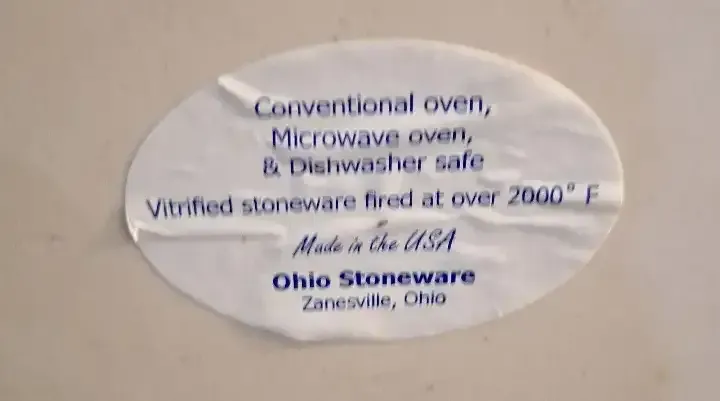 Conventional oven,
Microwave oven,
& Dishwasher safe
Vitrified stoneware fired at over 2000° F
Made in the USA
Ohio Stoneware
Zanesville, Ohio